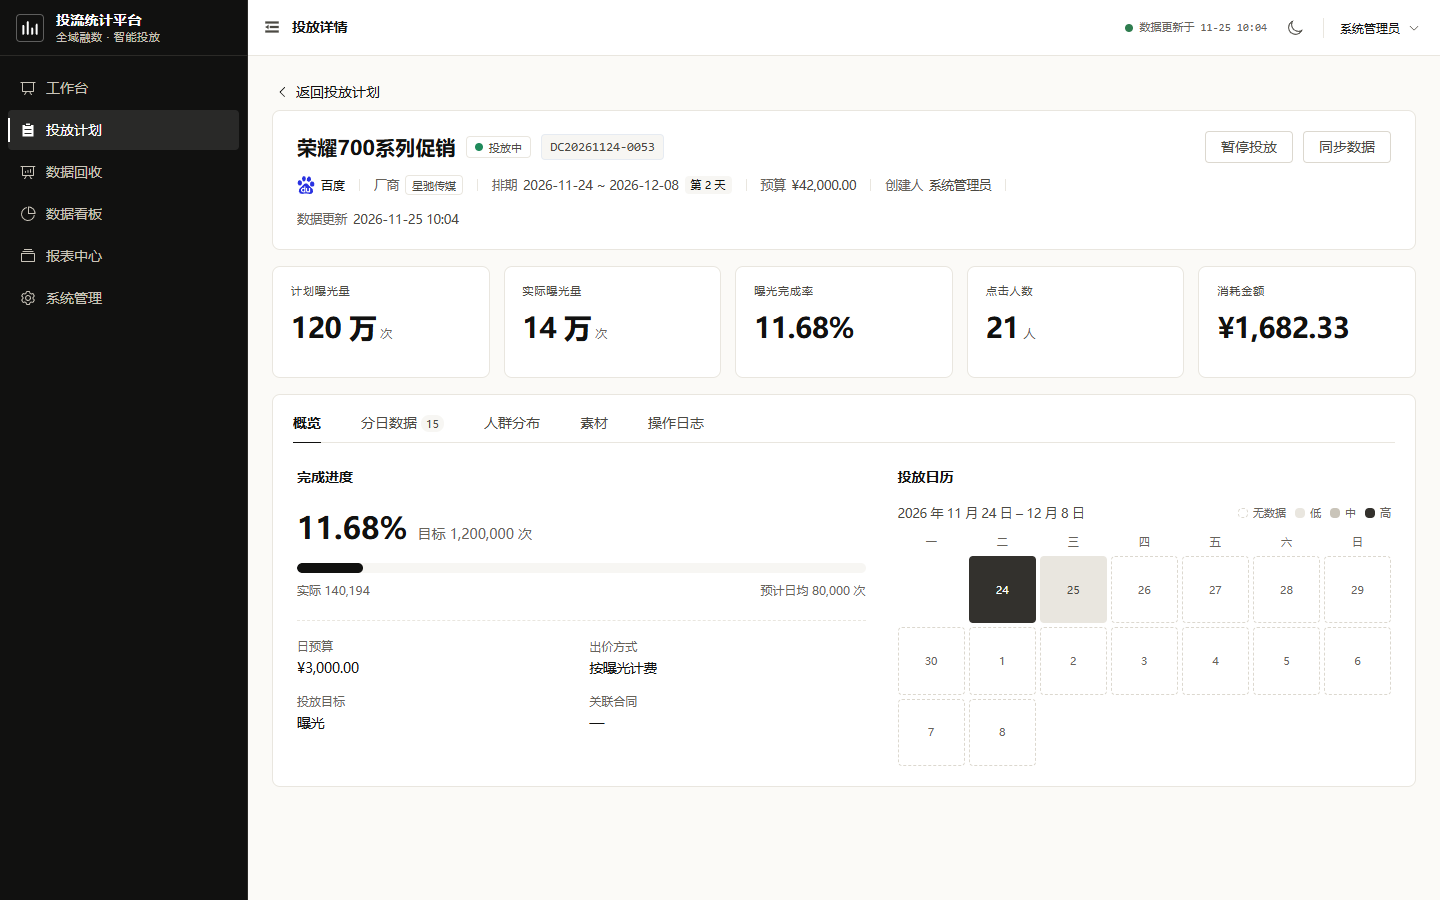 投流统计平台
全域融数 · 智能投放
工作台
投放计划
数据回收
数据看板
报表中心
系统管理
投放详情
数据更新于 11-25 10:04
系统管理员
返回投放计划
荣耀700系列促销
投放中
DC20261124-0053
暂停投放
同步数据
du 百度
厂商 星驰传媒
排期 2026-11-24 ~ 2026-12-08 第 2 天
预算 ¥42,000.00
创建人 系统管理员
数据更新 2026-11-25 10:04
计划曝光量
120 万 次
实际曝光量
14 万 次
曝光完成率
11.68%
点击人数
21 人
消耗金额
¥1,682.33
概览
分日数据 15
人群分布
素材
操作日志
完成进度
11.68% 目标 1,200,000 次
实际 140,194
预计日均 80,000 次
日预算
¥3,000.00
出价方式
按曝光计费
投放目标
曝光
关联合同
—
投放日历
2026 年 11 月 24 日 – 12 月 8 日
无数据 低 中 高
一 二 三 四 五 六 日
24 25 26 27 28 29
30 1 2 3 4 5 6
7 8